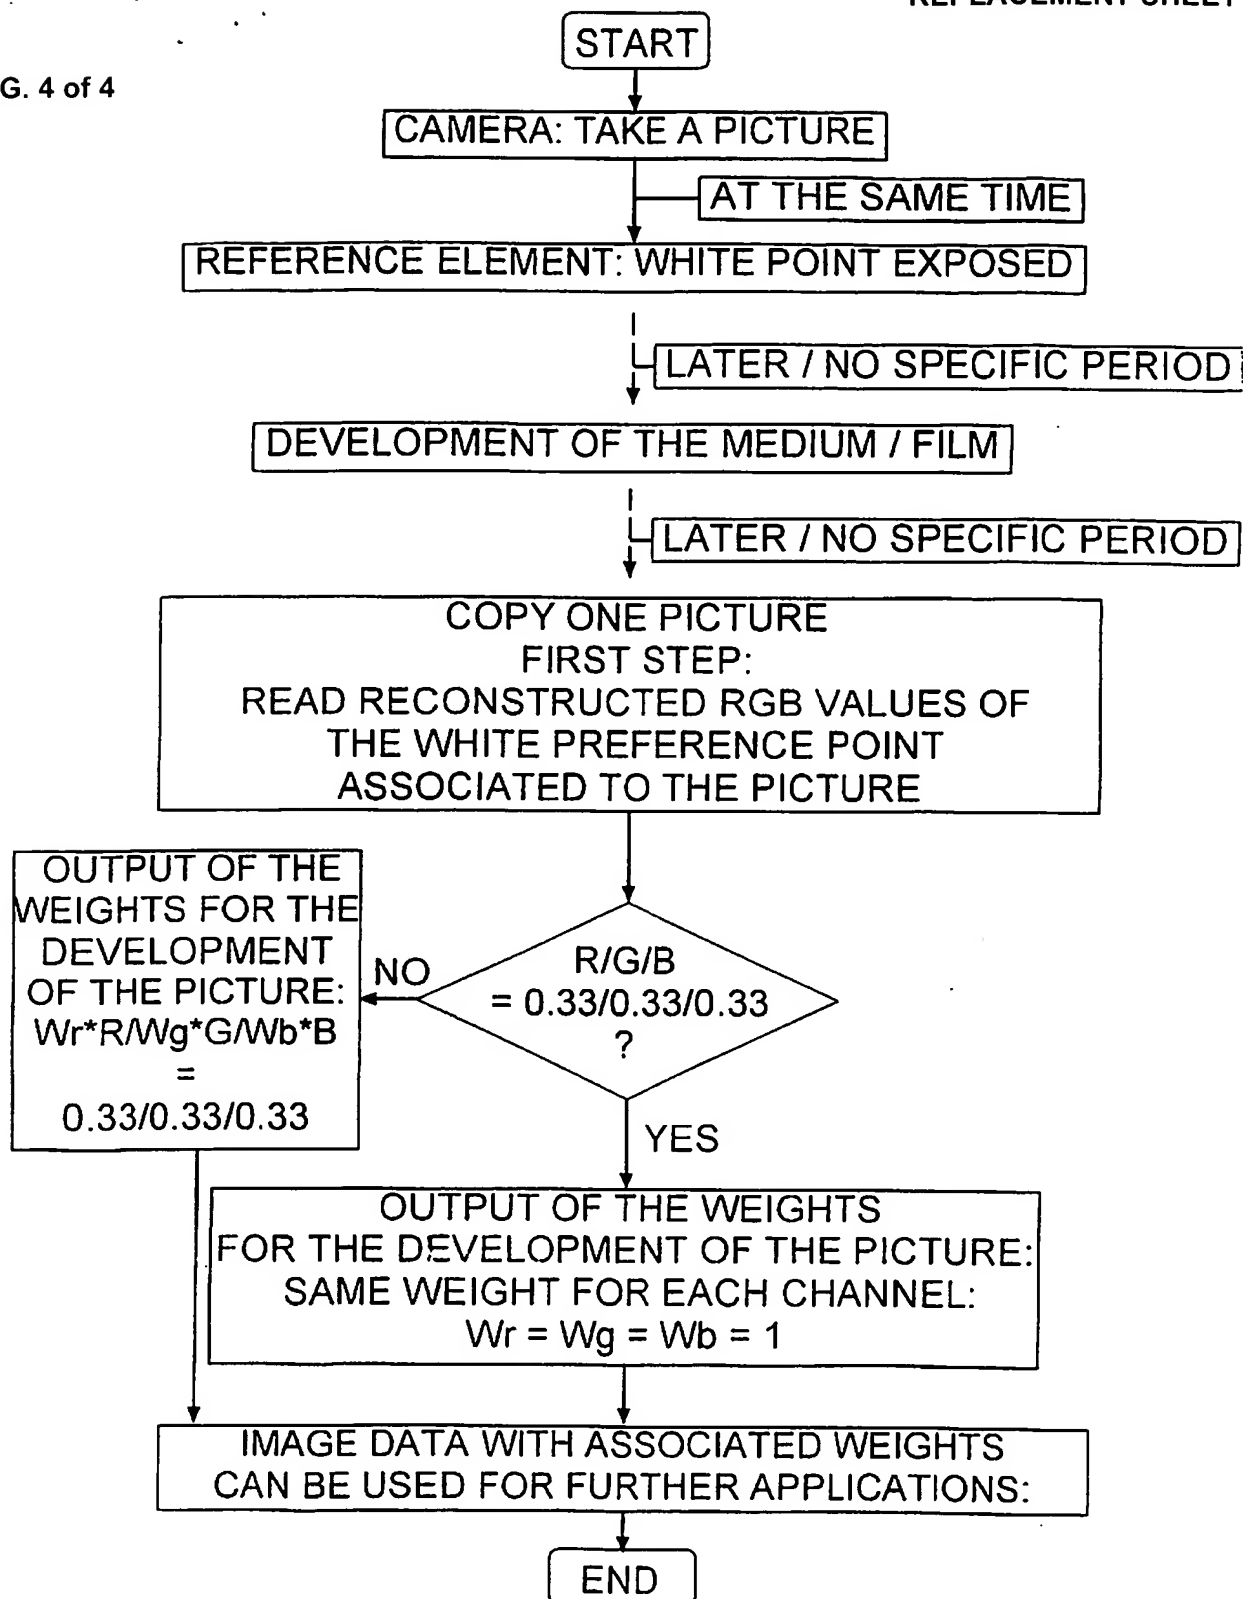 REPLACEMENT SHEET
G. 4 of 4
START
CAMERA: TAKE A PICTURE
AT THE SAME TIME
REFERENCE ELEMENT: WHITE POINT EXPOSED
LATER / NO SPECIFIC PERIOD
DEVELOPMENT OF THE MEDIUM / FILM
LATER / NO SPECIFIC PERIOD
COPY ONE PICTURE
FIRST STEP:
READ RECONSTRUCTED RGB VALUES OF
THE WHITE PREFERENCE POINT
ASSOCIATED TO THE PICTURE
OUTPUT OF THE
WEIGHTS FOR THE
DEVELOPMENT
OF THE PICTURE:
Wr*R/Wg*G/Wb*B
=
0.33/0.33/0.33
NO
R/G/B
= 0.33/0.33/0.33
?
YES
OUTPUT OF THE WEIGHTS
FOR THE DEVELOPMENT OF THE PICTURE:
SAME WEIGHT FOR EACH CHANNEL:
Wr = Wg = Wb = 1
IMAGE DATA WITH ASSOCIATED WEIGHTS
CAN BE USED FOR FURTHER APPLICATIONS:
END